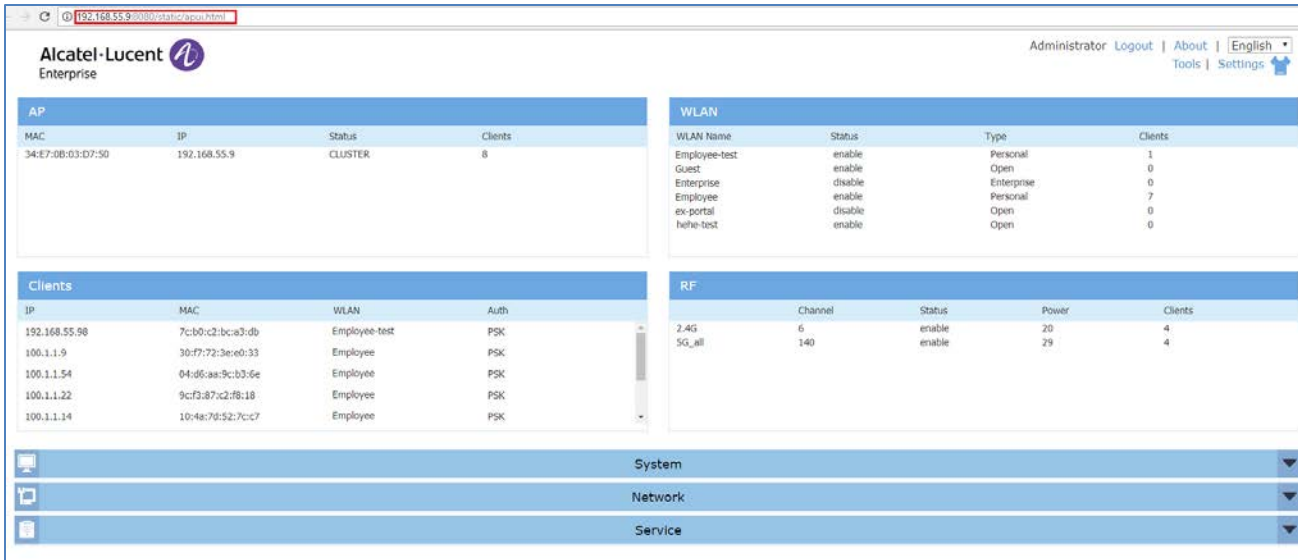 192.168.55.9:8080/static/apui.html
Alcatel·Lucent
Enterprise
Administrator Logout | About | English
Tools | Settings
AP
MAC IP Status Clients
34:E7:0B:03:D7:50 192.168.55.9 CLUSTER 8
WLAN
WLAN Name Status Type Clients
Employee-test enable Personal 1
Guest enable Open 0
Enterprise disable Enterprise 0
Employee enable Personal 7
ex-portal disable Open 0
hehe-test enable Open 0
Clients
IP MAC WLAN Auth
192.168.55.98 7c:b0:c2:bc:a3:db Employee-test PSK
100.1.1.9 30:f7:72:3e:e0:33 Employee PSK
100.1.1.54 04:d6:aa:9c:b3:6e Employee PSK
100.1.1.22 9c:f3:87:c2:f8:18 Employee PSK
100.1.1.14 10:4a:7d:52:7c:c7 Employee PSK
RF
Channel Status Power Clients
2.4G 6 enable 20 4
5G_all 140 enable 29 4
System
Network
Service